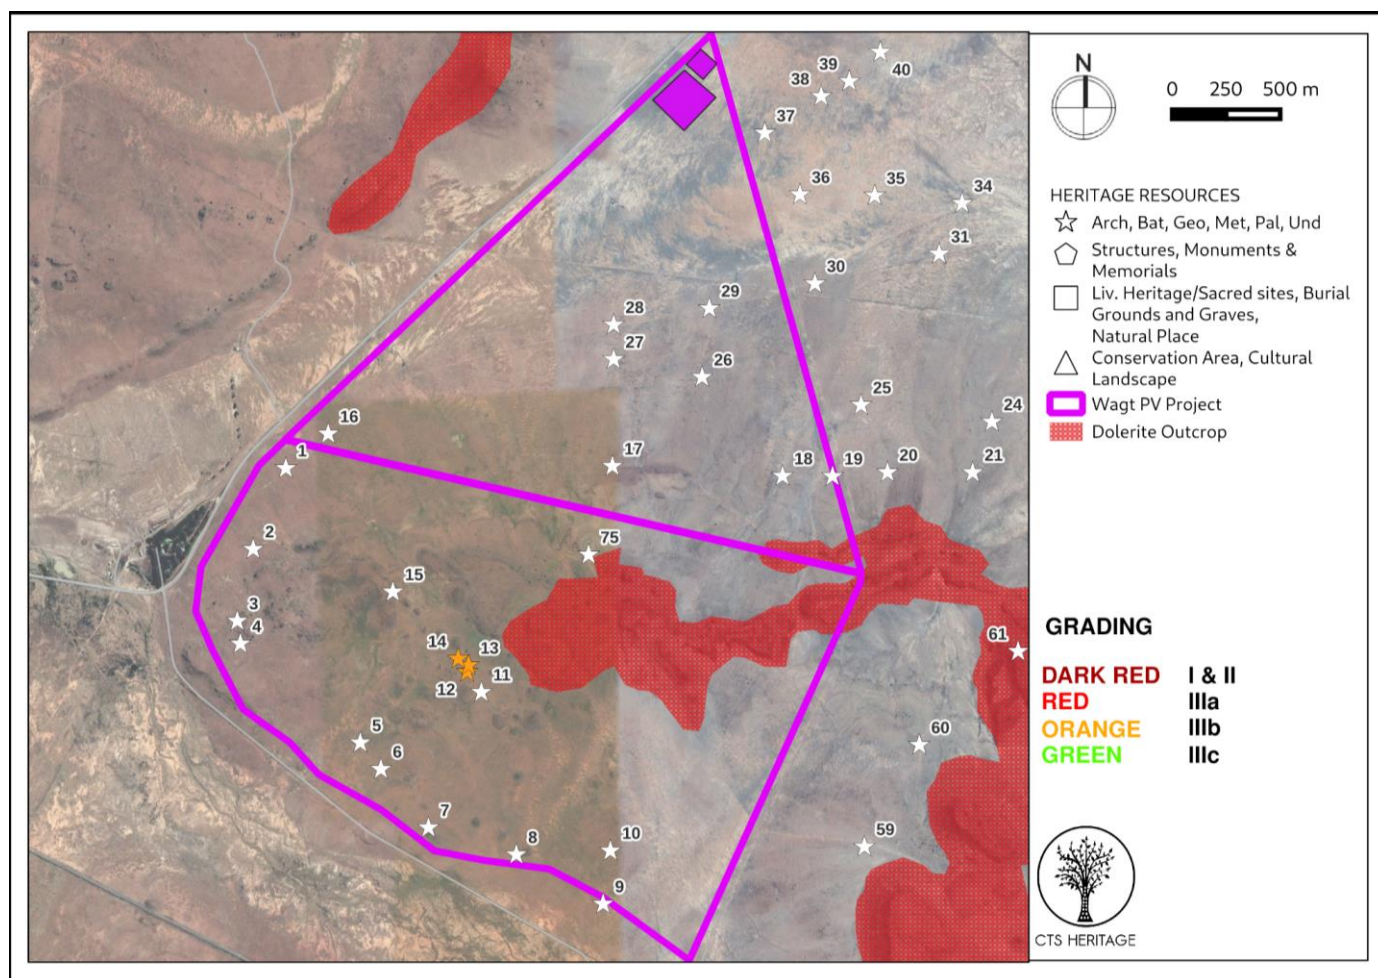 N
0 250 500 m
HERITAGE RESOURCES
Arch, Bat, Geo, Met, Pal, Und
Structures, Monuments &
Memorials
Liv. Heritage/Sacred sites, Burial
Grounds and Graves,
Natural Place
Conservation Area, Cultural
Landscape
Wagt PV Project
Dolerite Outcrop
GRADING
DARK RED I & II
RED IIIa
ORANGE IIIb
GREEN IIIc
CTS HERITAGE
40
39
38
37
36
35
34
31
30
29
28
27
26
25
24
16
17
1
18
19
20
21
2
75
15
3
4
61
14
13
11
12
5
60
6
7
8
10
59
9